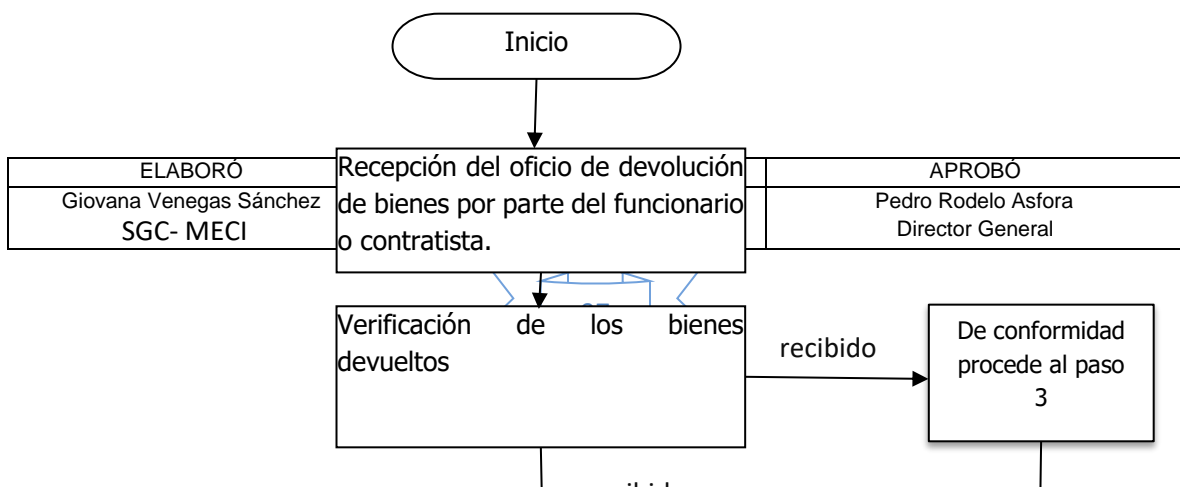 Inicio
ELABORÓ
Giovana Venegas Sánchez
SGC- MECI
Recepción del oficio de devolución
de bienes por parte del funcionario
o contratista.
APROBÓ
Pedro Rodelo Asfora
Director General
Verificación de los bienes
devueltos
recibido
De conformidad
procede al paso
3